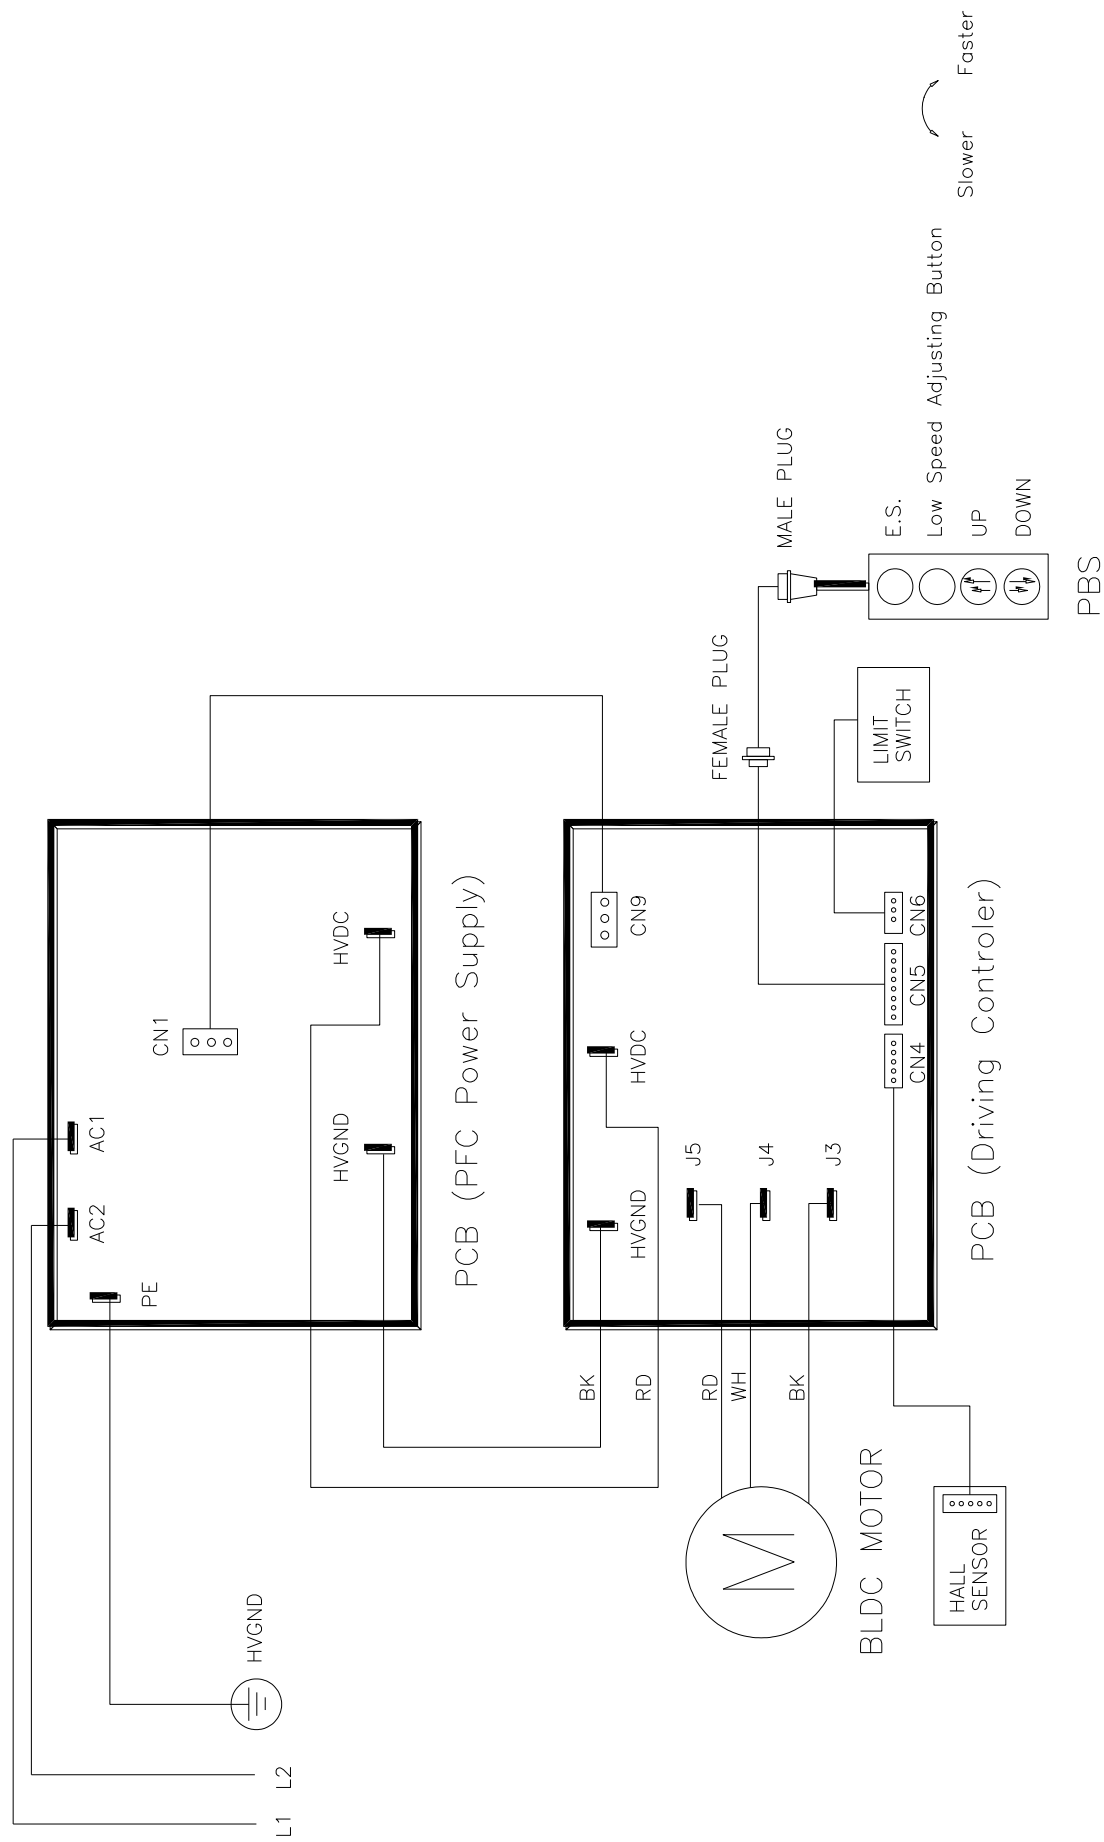 L1
L2
HVGND
PE
AC2
AC1
CN1
HVGND
HVDC
PCB (PFC Power Supply)
BK
RD
RD
WH
BK
HVGND
HVDC
CN9
J5
J4
J3
CN4
CN5
CN6
PCB (Driving Controler)
M
BLDC MOTOR
HALL
SENSOR
FEMALE PLUG
MALE PLUG
LIMIT
SWITCH
E.S.
Low Speed Adjusting Button
UP
DOWN
PBS
Slower
Faster